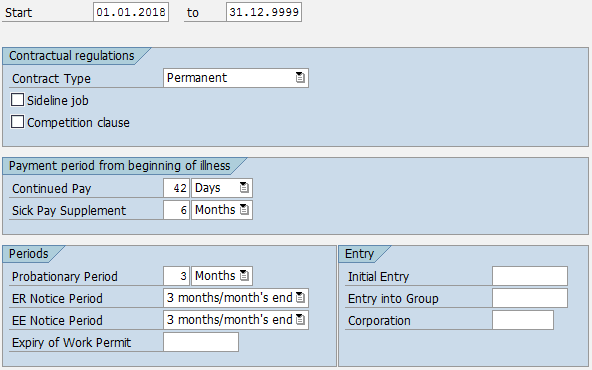 Start 01.01.2018 to 31.12.9999
Contractual regulations
Contract Type Permanent
Sideline job
Competition clause
Payment period from beginning of illness
Continued Pay 42 Days
Sick Pay Supplement 6 Months
Periods
Probationary Period 3 Months
ER Notice Period 3 months/month's end
EE Notice Period 3 months/month's end
Expiry of Work Permit
Entry
Initial Entry
Entry into Group
Corporation